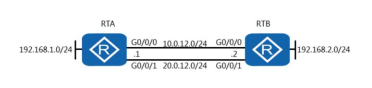 RTA RTB
G0/0/0 10.0.12.0/24 G0/0/0
192.168.1.0/24 R .1 .2 R 192.168.2.0/24
G0/0/1 20.0.12.0/24 G0/0/1